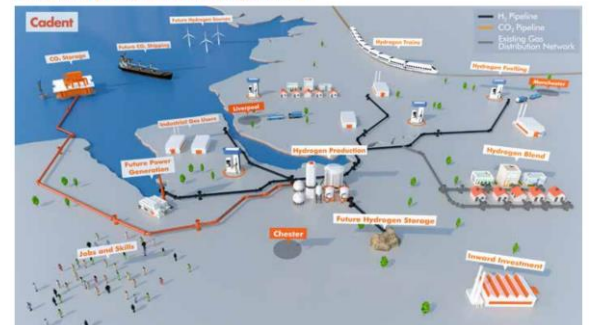 Cadent
Future Hydrogen Sources
H₂ Pipeline
CO₂ Pipeline
Existing Gas
Distribution Network
CO₂ Storage
Future CO₂ Shipping
Hydrogen Trains
Hydrogen Fuelling
Manchester
Liverpool
Industrial Gas Users
Hydrogen Production
Hydrogen Blend
Future Power
Generation
Future Hydrogen Storage
Chester
Jobs and Skills
Inward Investment